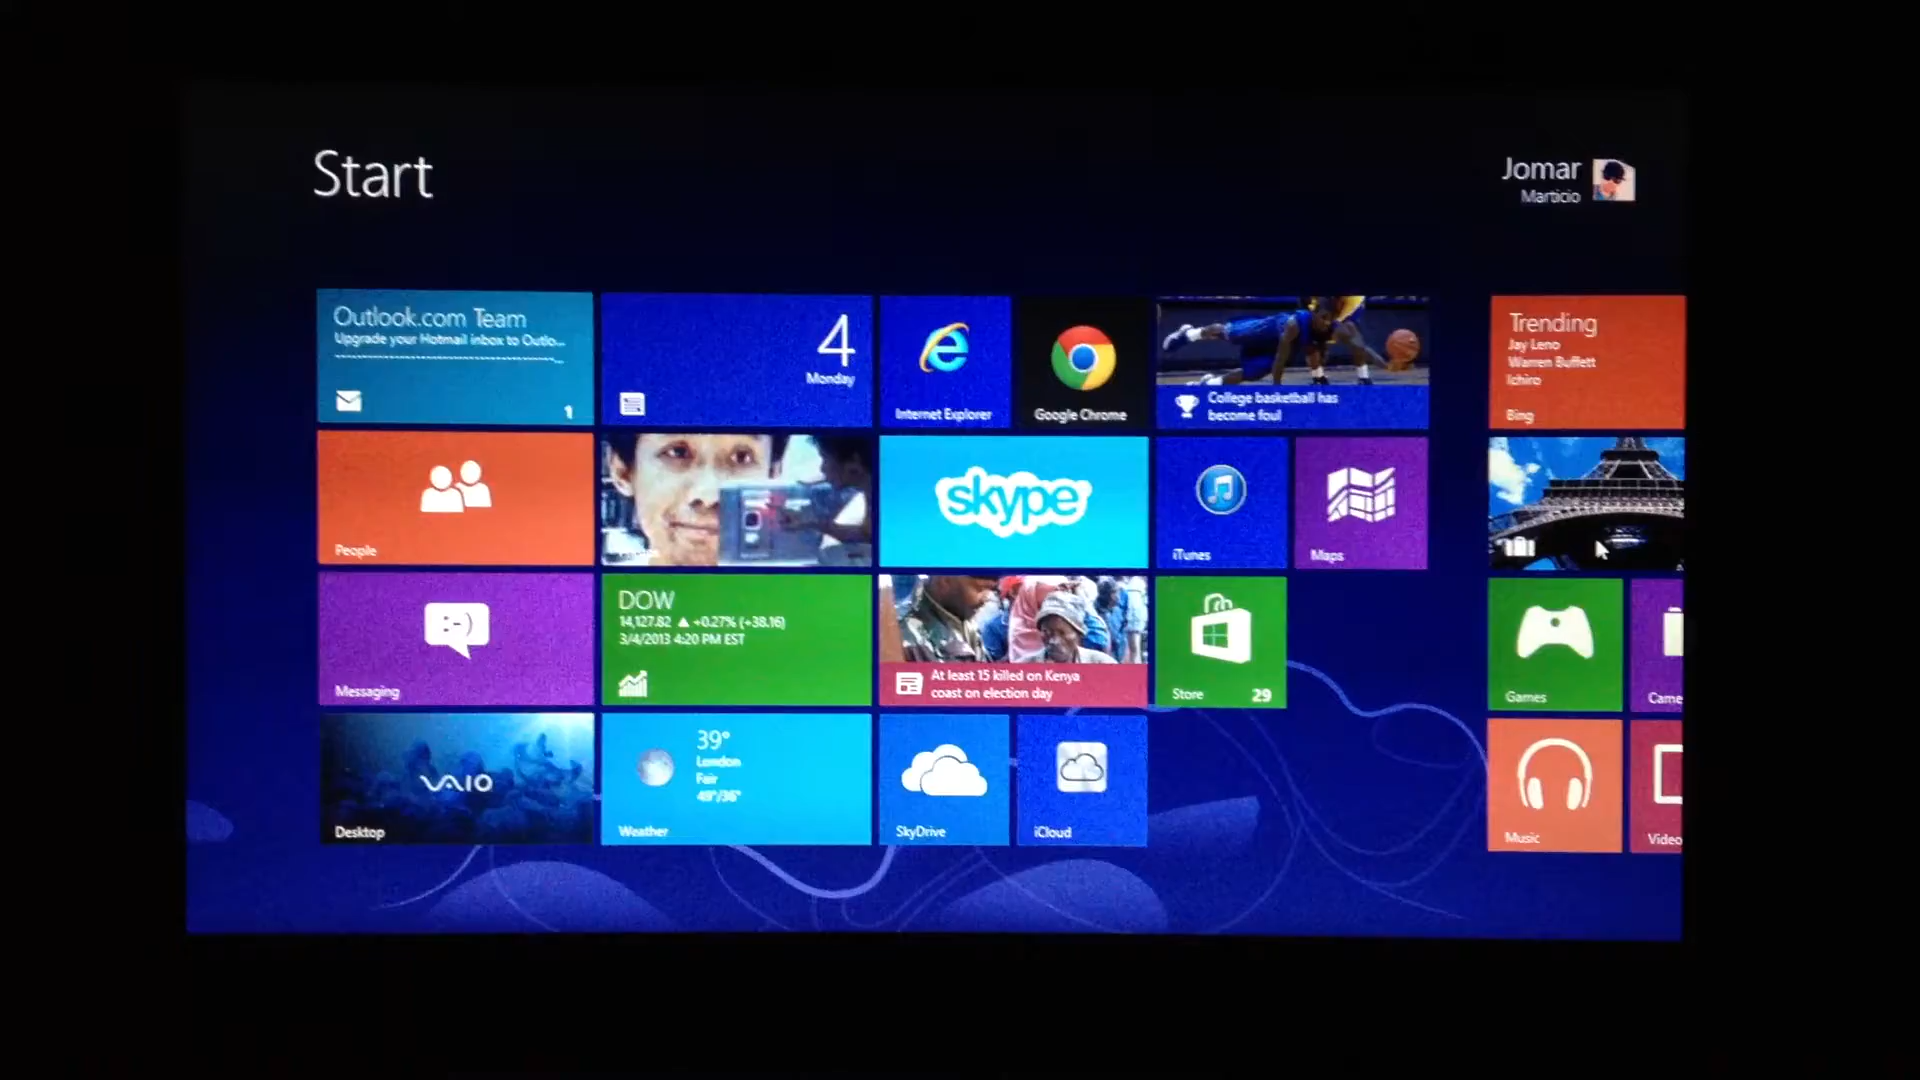 Start
Jomar
Marticio
Outlook.com Team
Upgrade your Hotmail inbox to Outlo...
1
4
Monday
Internet Explorer
Google Chrome
College basketball has
become foul
Trending
Jay Leno
Warren Buffett
Ichiro
Bing
People
skype
iTunes
Maps
Messaging
DOW
14,127.82 ▲ +0.27% (+38.16)
3/4/2013 4:20 PM EST
At least 15 killed on Kenya
coast on election day
Store
29
Games
Came
VAIO
Desktop
39°
London
Fair
49°/36°
Weather
SkyDrive
iCloud
Music
Video